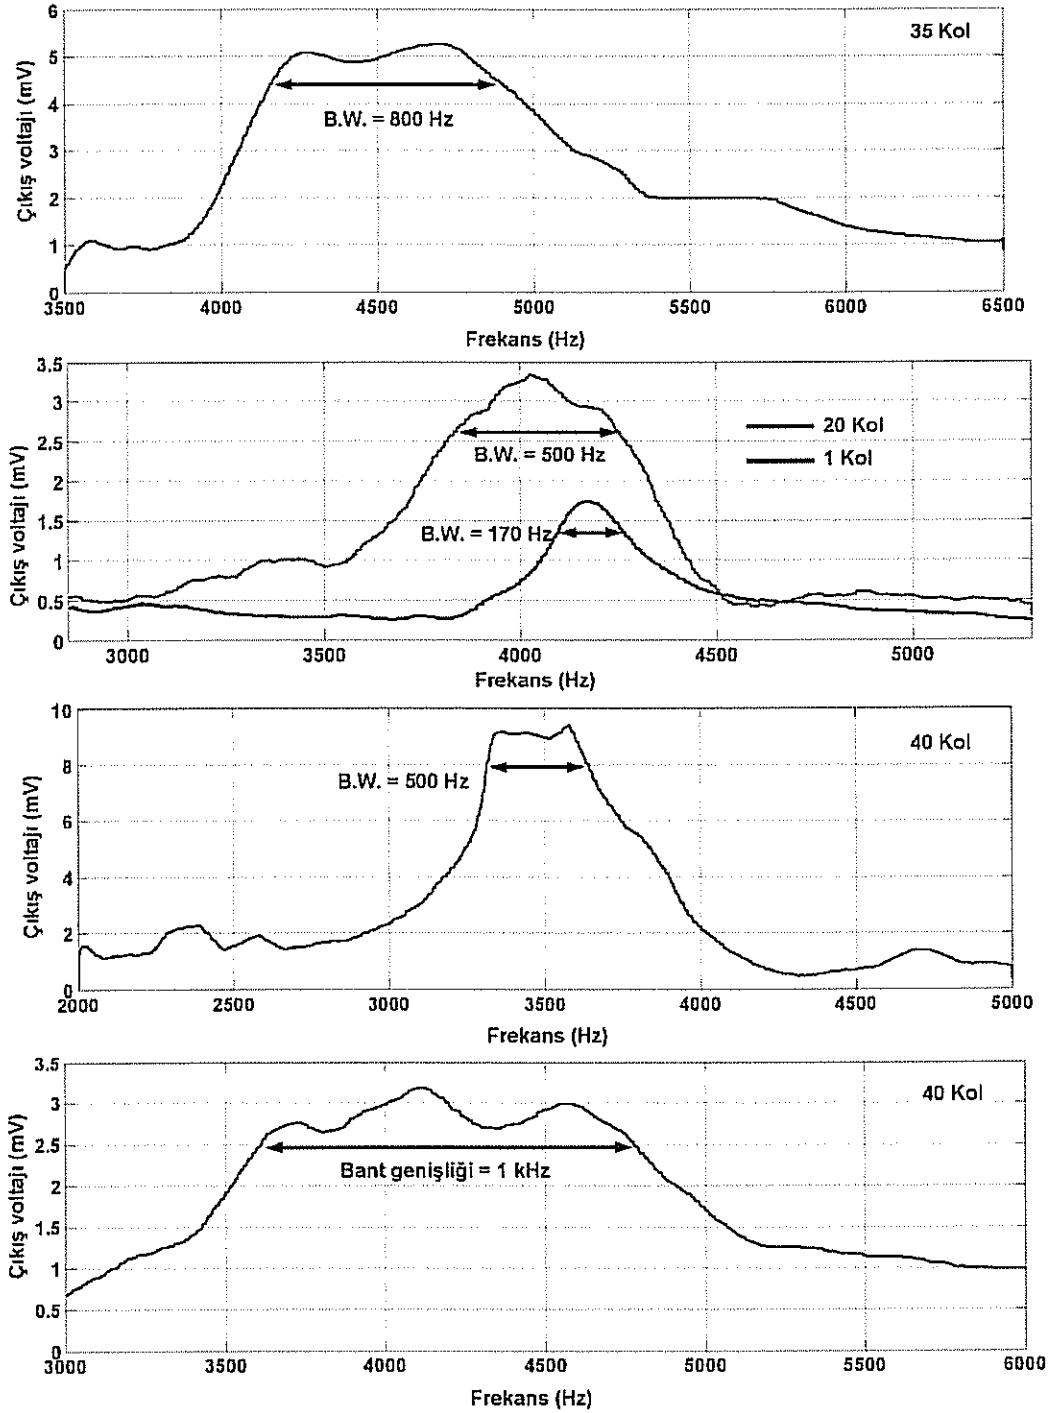 6
5
4
3
2
1
0
Çıkış voltajı (mV)
35 Kol
B.W. = 800 Hz
3500 4000 4500 5000 5500 6000 6500
Frekans (Hz)
3.5
3
2.5
2
1.5
1
0.5
0
Çıkış voltajı (mV)
20 Kol
1 Kol
B.W. = 500 Hz
B.W. = 170 Hz
3000 3500 4000 4500 5000
Frekans (Hz)
10
8
6
4
2
0
Çıkış voltajı (mV)
40 Kol
B.W. = 500 Hz
2000 2500 3000 3500 4000 4500 5000
Frekans (Hz)
3.5
3
2.5
2
1.5
1
0.5
0
Çıkış voltajı (mV)
40 Kol
Bant genişliği = 1 kHz
3000 3500 4000 4500 5000 5500 6000
Frekans (Hz)